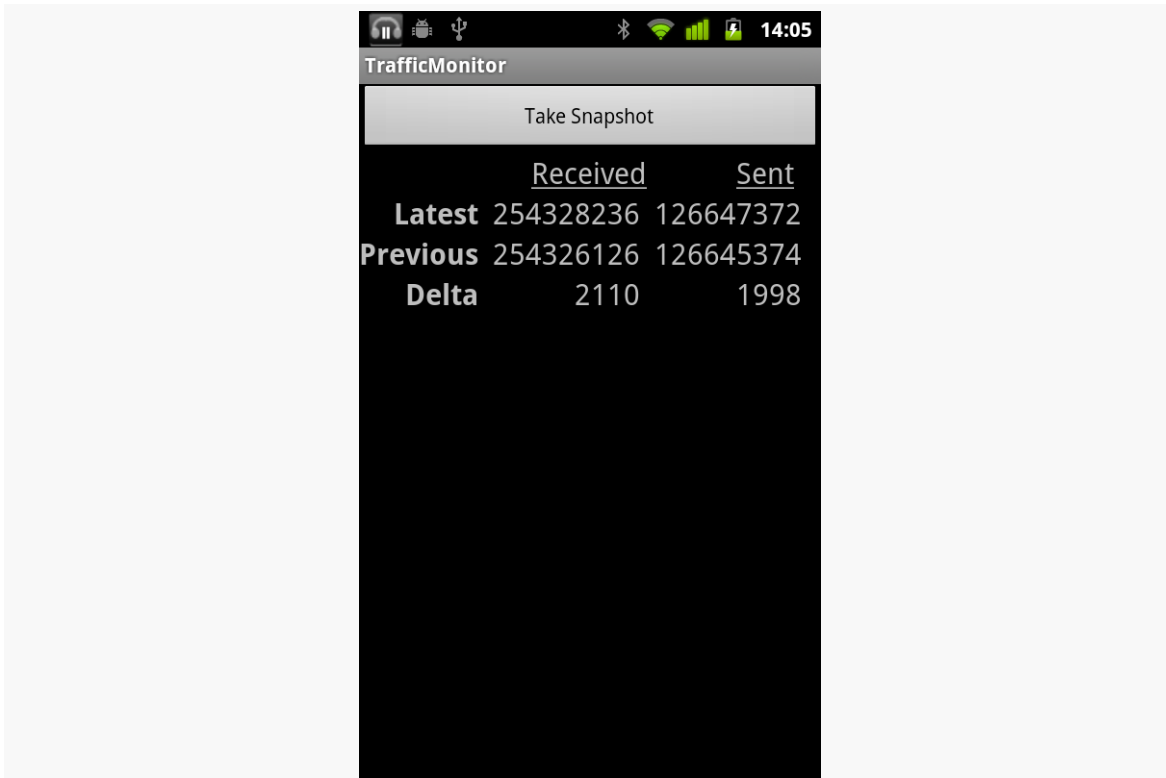 14:05
TrafficMonitor
Take Snapshot
Received Sent
Latest 254328236 126647372
Previous 254326126 126645374
Delta 2110 1998